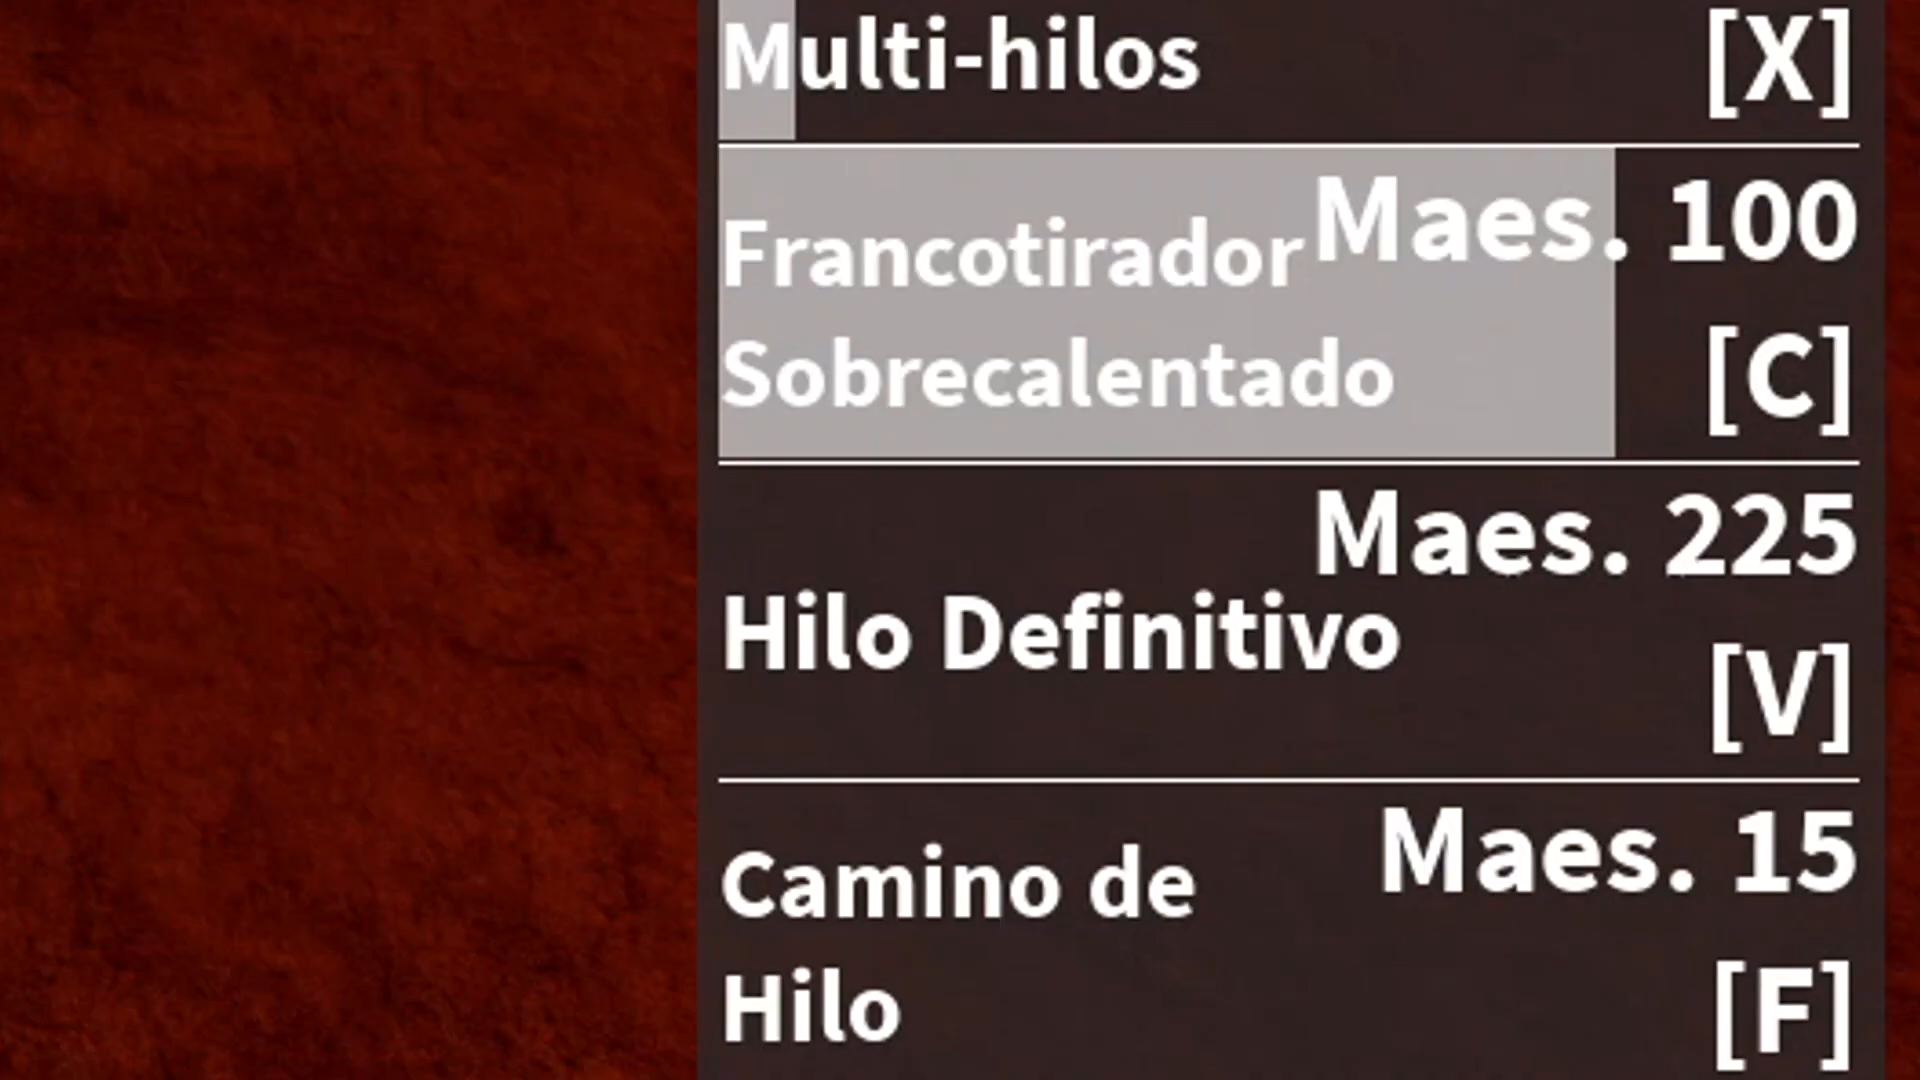 Multi-hilos [X]
Maes. 100
Francotirador
Sobrecalentado [C]
Maes. 225
Hilo Definitivo
[V]
Maes. 15
Camino de
Hilo [F]